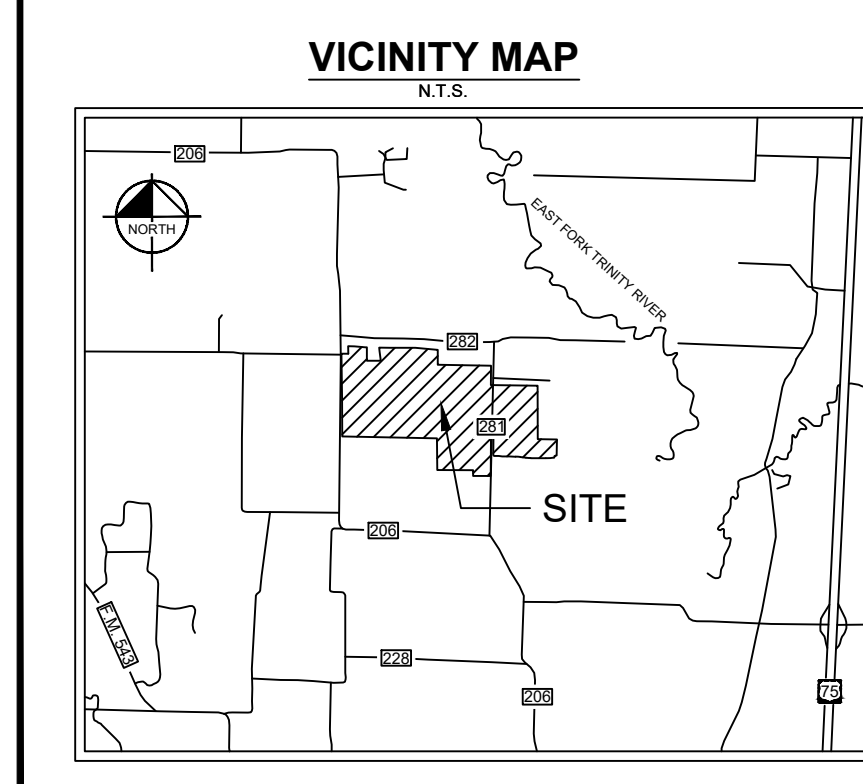 VICINITY MAP
N.T.S.
206
NORTH
EAST FORK TRINITY RIVER
282
281
SITE
206
F.M. 543
228
206
75